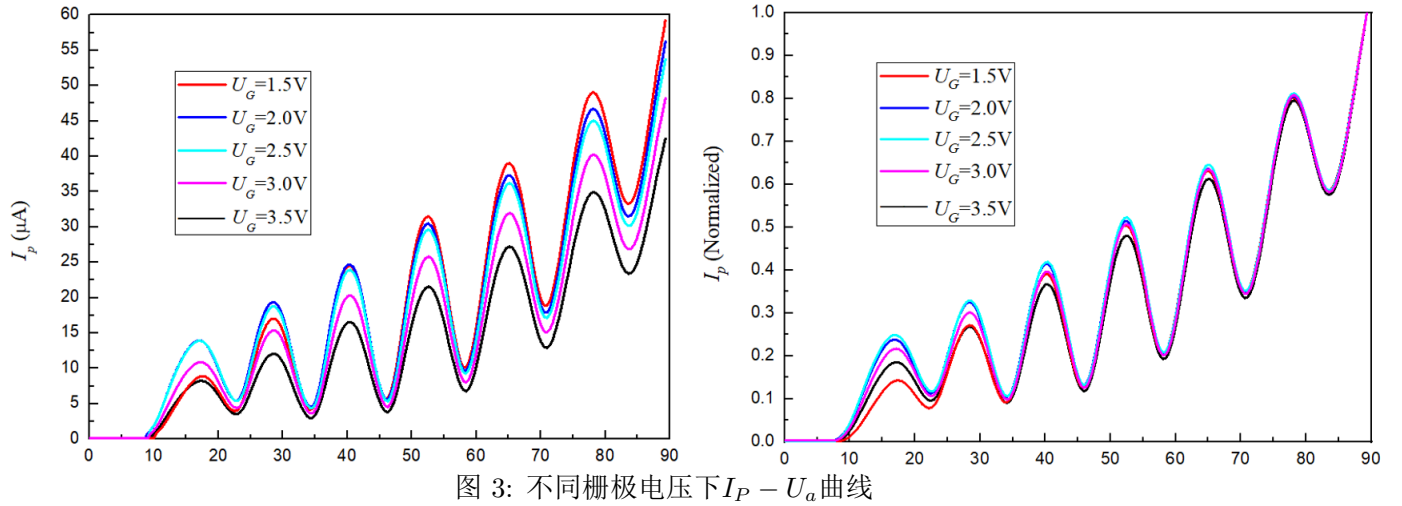 60
55
50
45
40
35
30
25
20
15
10
5
0
I_p (μA)
U_G=1.5V
U_G=2.0V
U_G=2.5V
U_G=3.0V
U_G=3.5V
0 10 20 30 40 50 60 70 80 90
1.0
0.9
0.8
0.7
0.6
0.5
0.4
0.3
0.2
0.1
0.0
I_p (Normalized)
U_G=1.5V
U_G=2.0V
U_G=2.5V
U_G=3.0V
U_G=3.5V
0 10 20 30 40 50 60 70 80 90
图 3: 不同栅极电压下I_P − U_a曲线